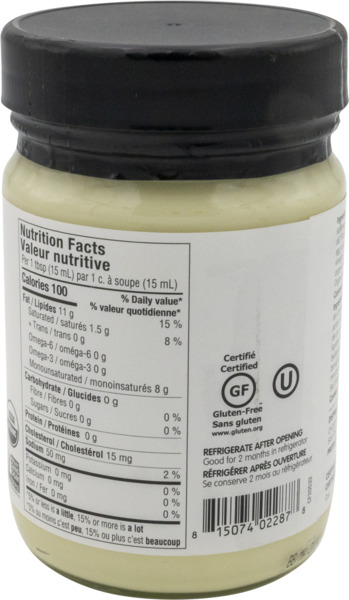 Nutrition Facts
Valeur nutritive
Per 1 tbsp (15 mL) par 1 c. à soupe (15 mL)
Calories 100
% Daily value*
% valeur quotidienne*
Fat / Lipides 11 g 15 %
Saturated / saturés 1.5 g
+ Trans / trans 0 g 8 %
Omega-6 / oméga-6 0 g
Omega-3 / oméga-3 0 g
Monounsaturated / monoinsaturés 8 g
Carbohydrate / Glucides 0 g
Fibre / Fibres 0 g 0 %
Sugars / Sucres 0 g 0 %
Protein / Protéines 0 g
Cholesterol / Cholestérol 15 mg
Sodium 50 mg 2 %
Potassium 0 mg 0 %
Calcium 0 mg 0 %
Iron / Fer 0 mg 0 %
*5% or less is a little, 15% or more is a lot
*5% ou moins c'est peu, 15% ou plus c'est beaucoup
Certifié
Certified
GF
U
Gluten-Free
Sans gluten
www.gluten.org
REFRIGERATE AFTER OPENING
Good for 2 months in refrigerator
RÉFRIGÉRER APRÈS OUVERTURE
Se conserve 2 mois au réfrigérateur
8 15074 02287 8